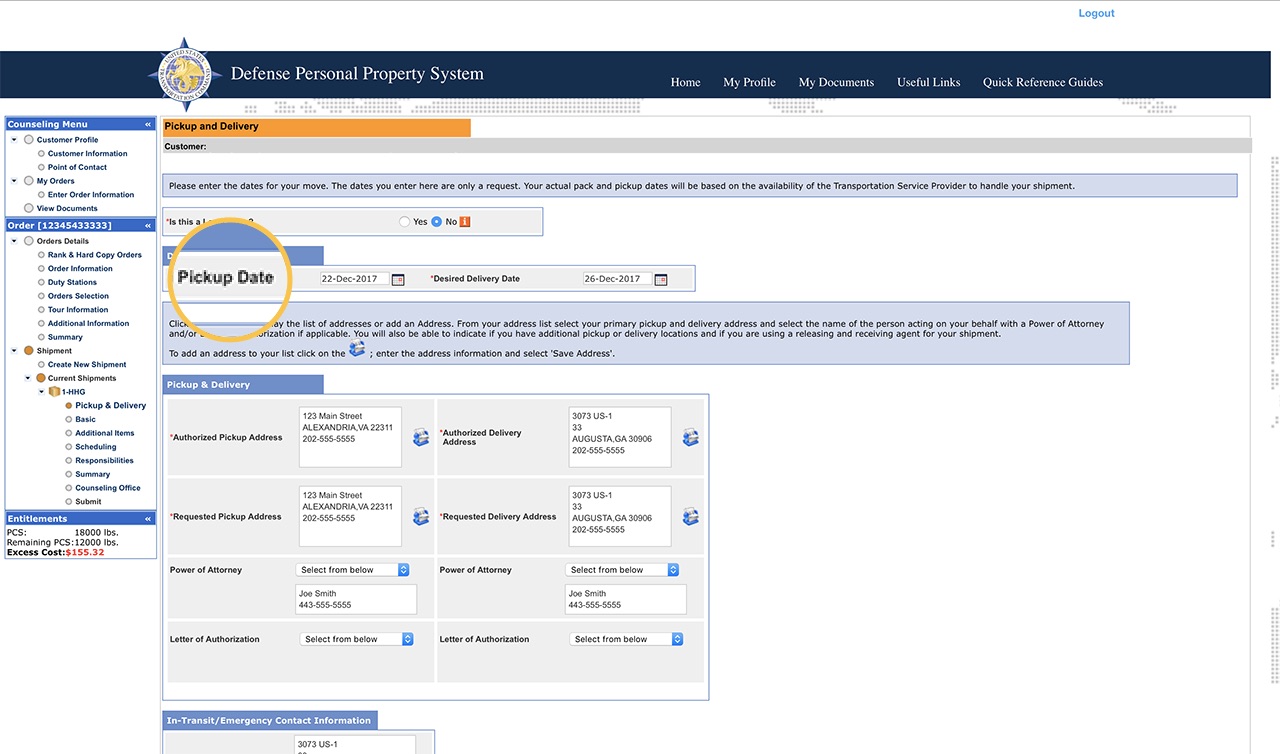 Logout
UNITED STATES
TRANSPORTATION COMMAND
Defense Personal Property System
Home My Profile My Documents Useful Links Quick Reference Guides
Counseling Menu «
Customer Profile
Customer Information
Point of Contact
My Orders
Enter Order Information
View Documents
Order [12345433333] «
Orders Details
Rank & Hard Copy Orders
Order Information
Duty Stations
Orders Selection
Tour Information
Additional Information
Summary
Shipment
Create New Shipment
Current Shipments
1-HHG
Pickup & Delivery
Basic
Additional Items
Scheduling
Responsibilities
Summary
Counseling Office
Submit
Entitlements «
PCS: 18000 lbs.
Remaining PCS:12000 lbs.
Excess Cost:$155.32
Pickup and Delivery
Customer:
Please enter the dates for your move. The dates you enter here are only a request. Your actual pack and pickup dates will be based on the availability of the Transportation Service Provider to handle your shipment.
*Is this a ? Yes No
Pickup Date 22-Dec-2017 *Desired Delivery Date 26-Dec-2017
the list of addresses or add an Address. From your address list select your primary pickup and delivery address and select the name of the person acting on your behalf with a Power of Attorney
and/or if applicable. You will also be able to indicate if you have additional pickup or delivery locations and if you are using a releasing and receiving agent for your shipment.
To add an address to your list click on the ; enter the address information and select 'Save Address'.
Pickup & Delivery
*Authorized Pickup Address
123 Main Street
ALEXANDRIA,VA 22311
202-555-5555
*Authorized Delivery
Address
3073 US-1
33
AUGUSTA,GA 30906
202-555-5555
*Requested Pickup Address
123 Main Street
ALEXANDRIA,VA 22311
202-555-5555
*Requested Delivery Address
3073 US-1
33
AUGUSTA,GA 30906
202-555-5555
Power of Attorney Select from below
Joe Smith
443-555-5555
Power of Attorney Select from below
Joe Smith
443-555-5555
Letter of Authorization Select from below
Letter of Authorization Select from below
In-Transit/Emergency Contact Information
3073 US-1